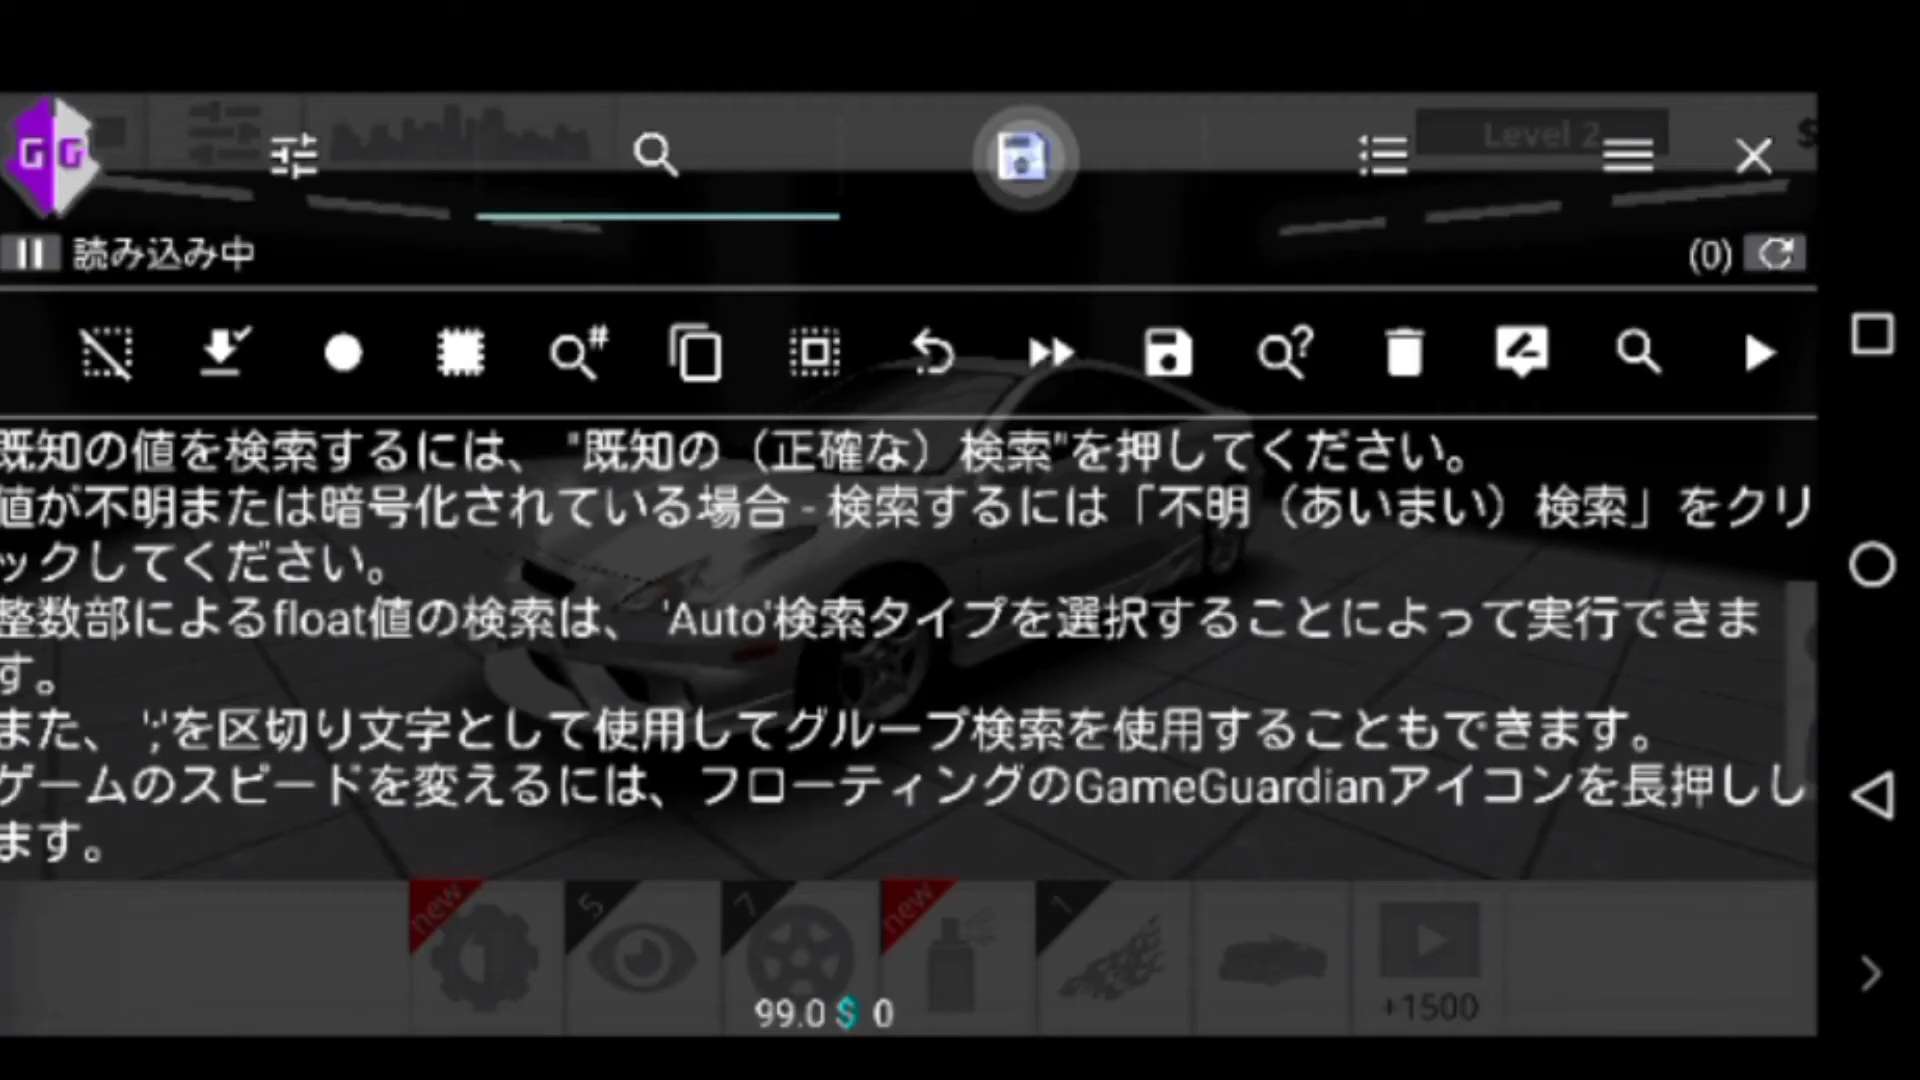 GG
Level 2
$
読み込み中
(0)
既知の値を検索するには、 "既知の（正確な）検索"を押してください。
値が不明または暗号化されている場合 - 検索するには「不明（あいまい）検索」をクリ
ックしてください。
整数部によるfloat値の検索は、 'Auto'検索タイプを選択することによって実行できま
す。
また、 ';'を区切り文字として使用してグループ検索を使用することもできます。
ゲームのスピードを変えるには、フローティングのGameGuardianアイコンを長押しし
ます。
new
5
7
new
1
+1500
99.0 $ 0